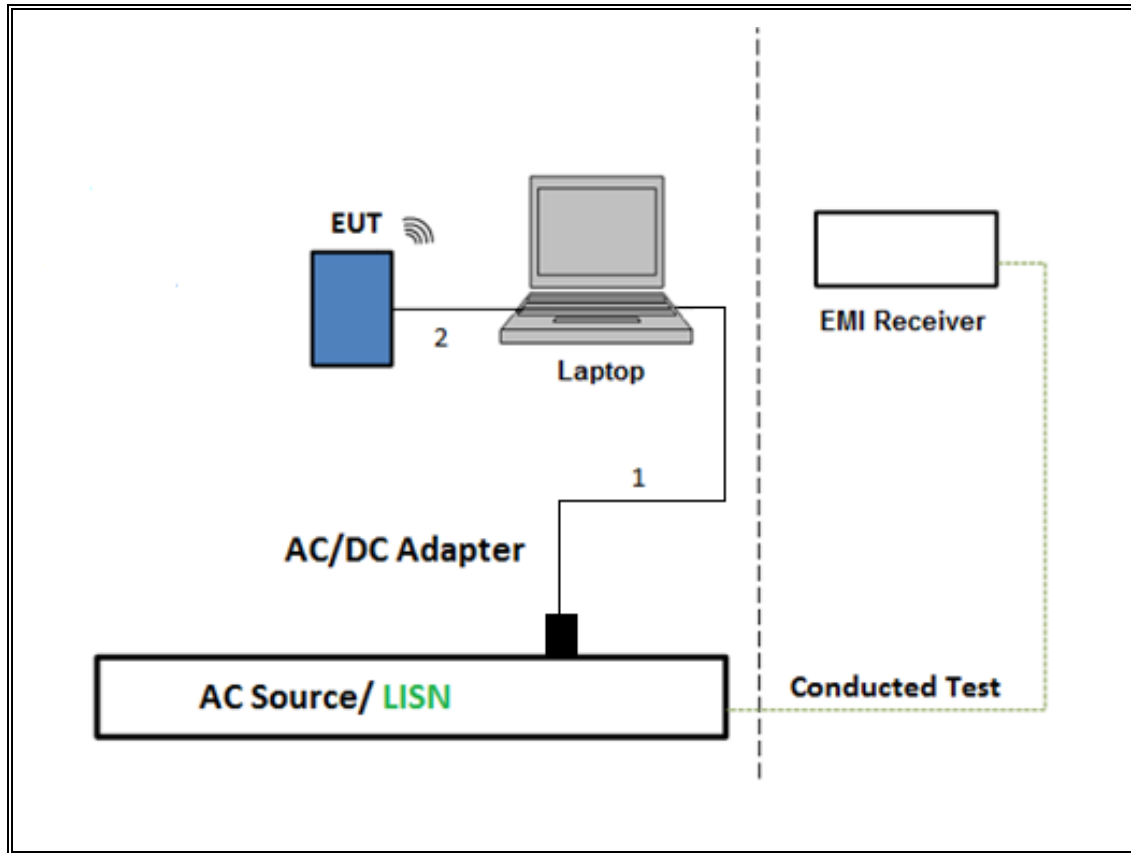 EUT
2
Laptop
EMI Receiver
1
AC/DC Adapter
AC Source/ LISN
Conducted Test